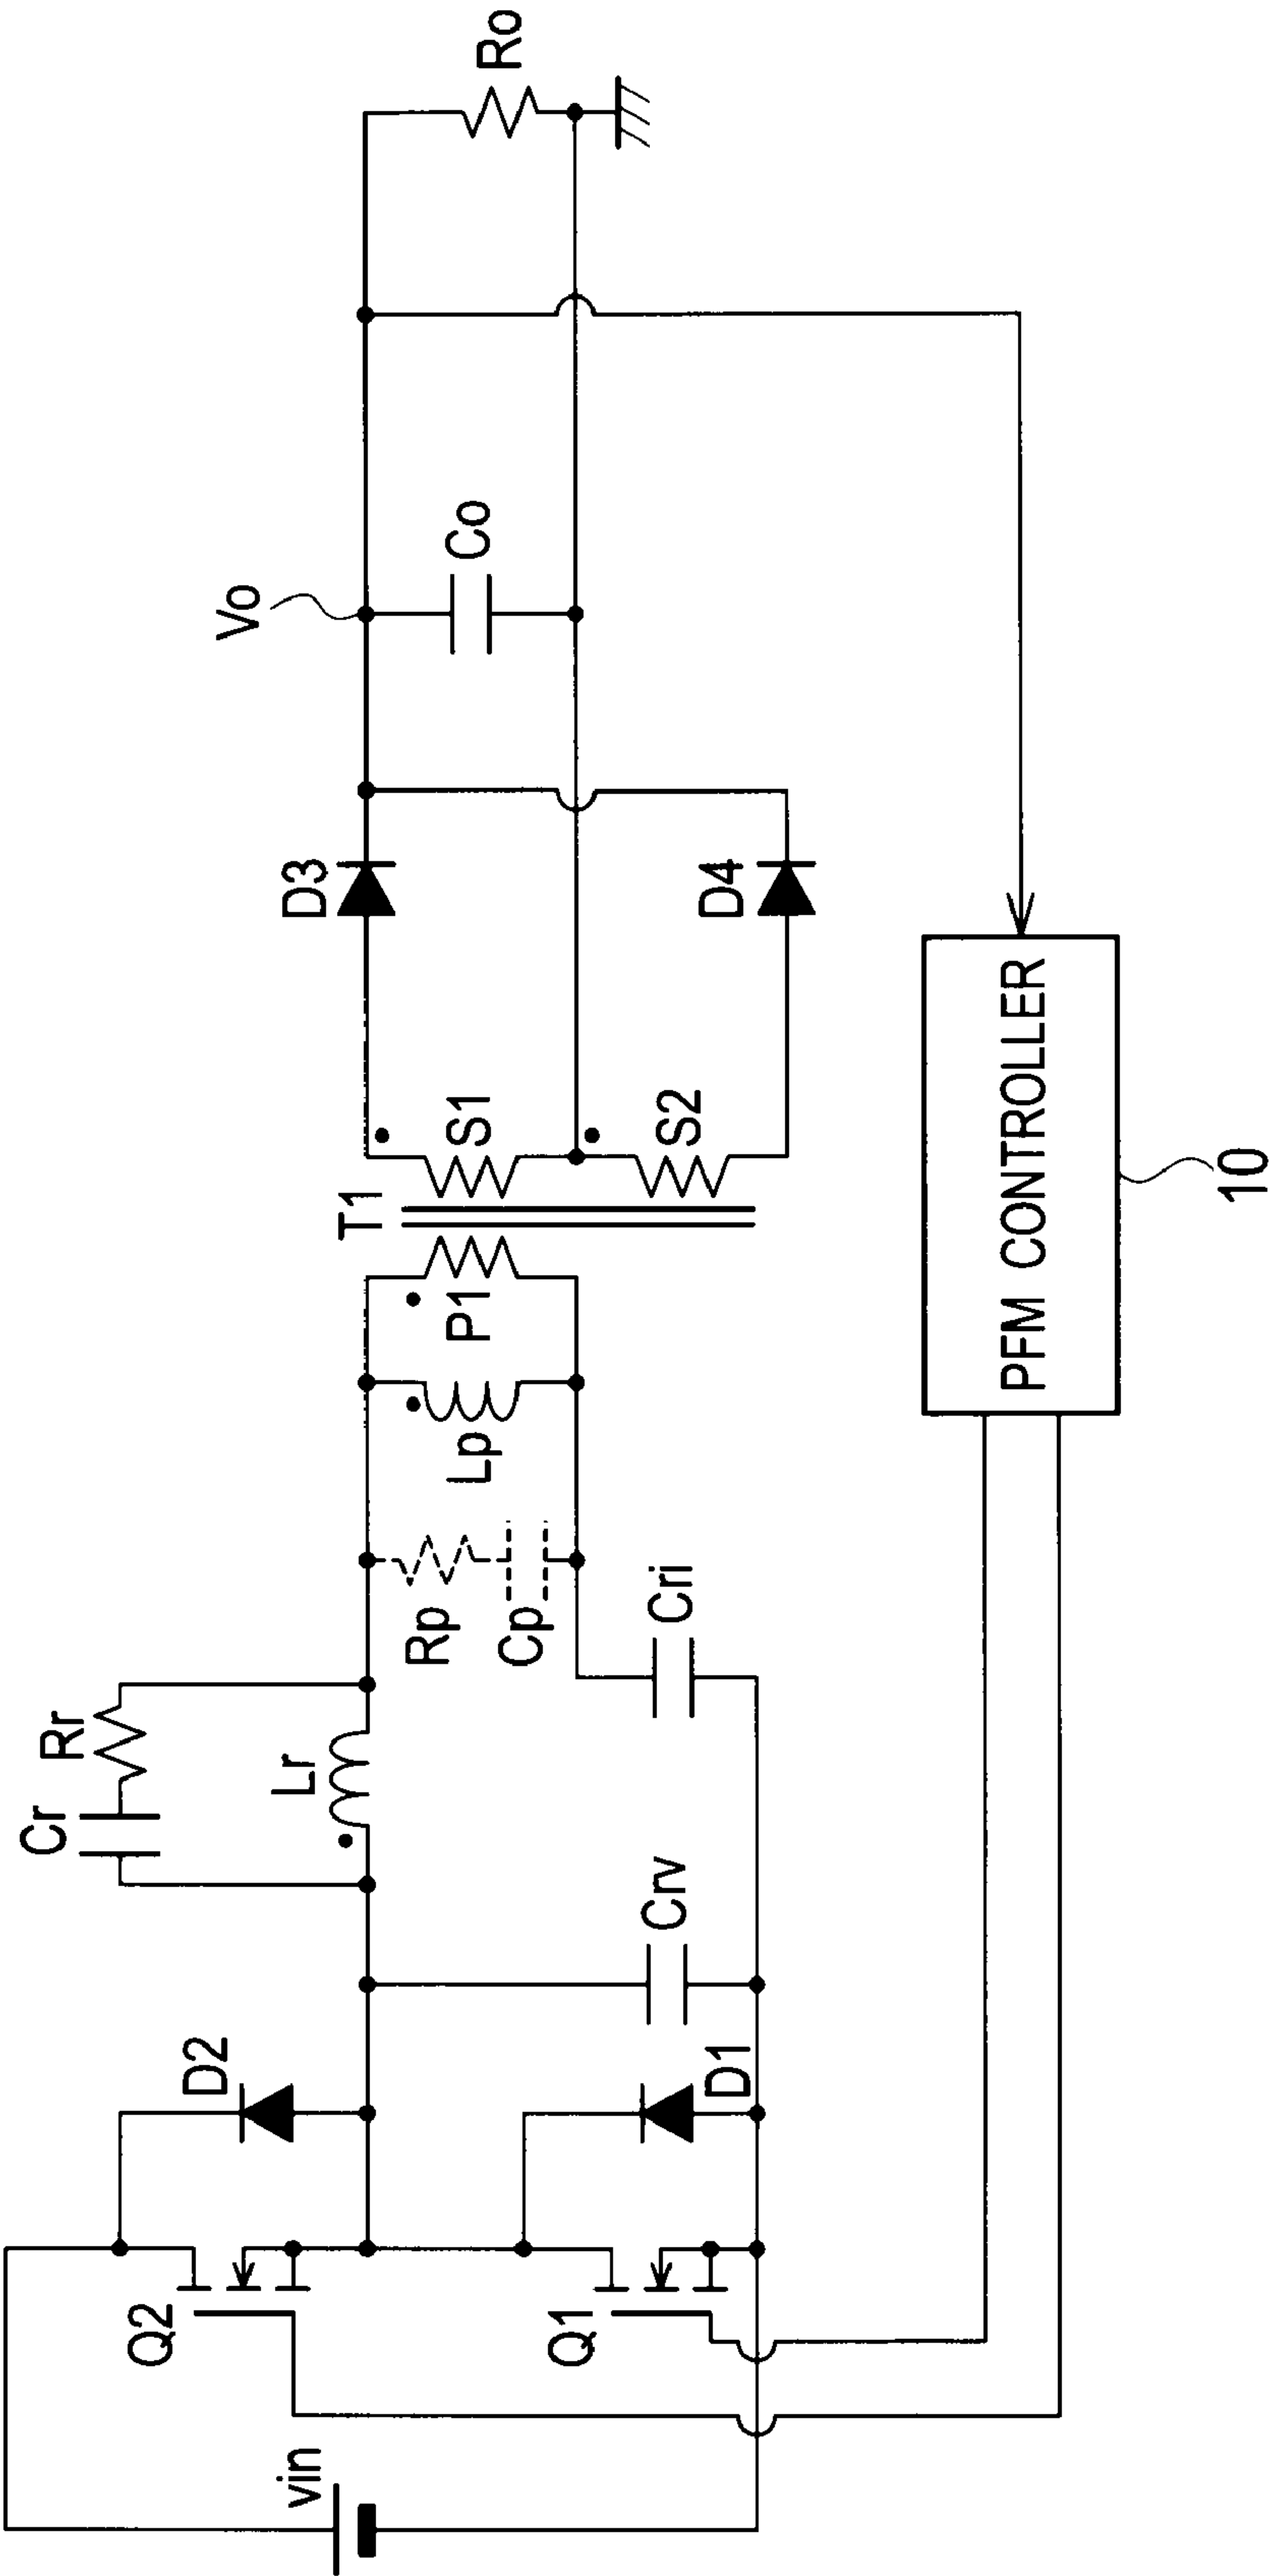 vin
Q2
D2
Q1
D1
Crv
Cr
Rr
Lr
Cri
Rp
Cp
Lp
P1
T1
S1
S2
D3
D4
Vo
Co
Ro
PFM CONTROLLER
10